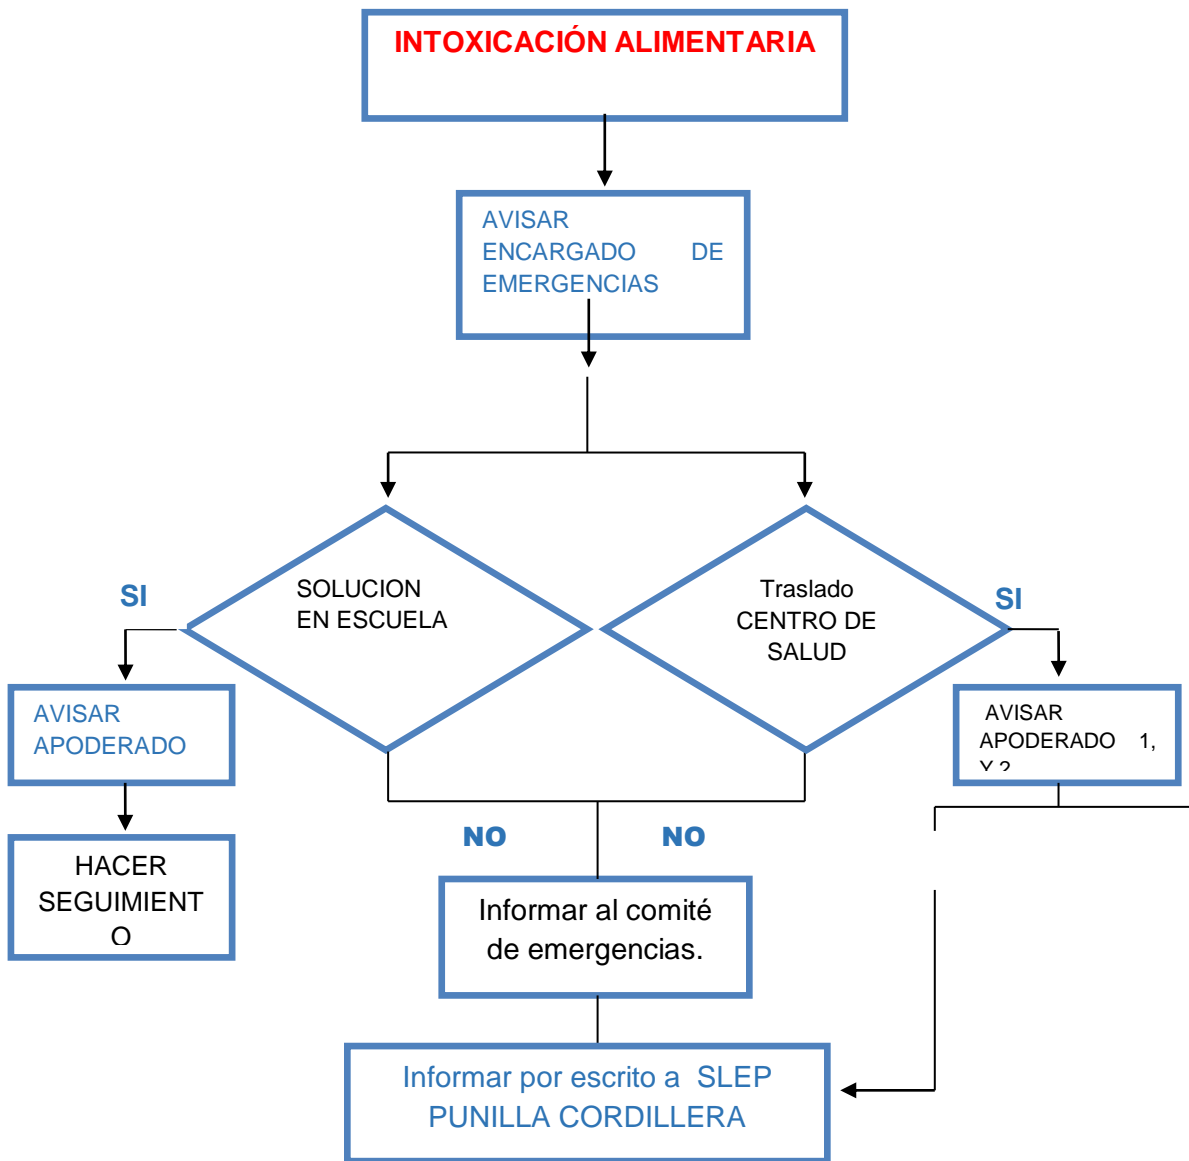 INTOXICACIÓN ALIMENTARIA
AVISAR
ENCARGADO DE
EMERGENCIAS
SI
SOLUCION
EN ESCUELA
Traslado
CENTRO DE
SALUD
SI
AVISAR
APODERADO
AVISAR
APODERADO 1,
Y 2
HACER
SEGUIMIENT
O
NO
NO
Informar al comité
de emergencias.
Informar por escrito a SLEP
PUNILLA CORDILLERA